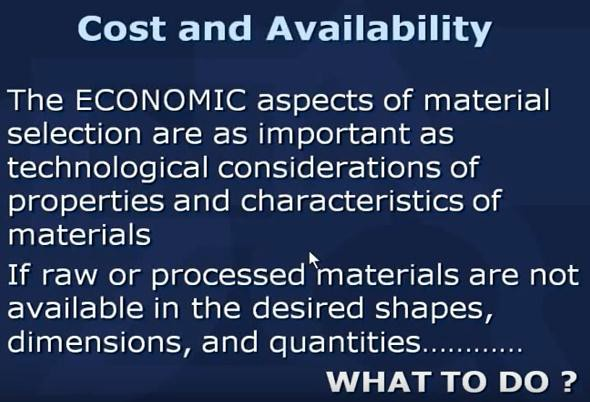 Cost and Availability
The ECONOMIC aspects of material
selection are as important as
technological considerations of
properties and characteristics of
materials
If raw or processed materials are not
available in the desired shapes,
dimensions, and quantities............
WHAT TO DO ?